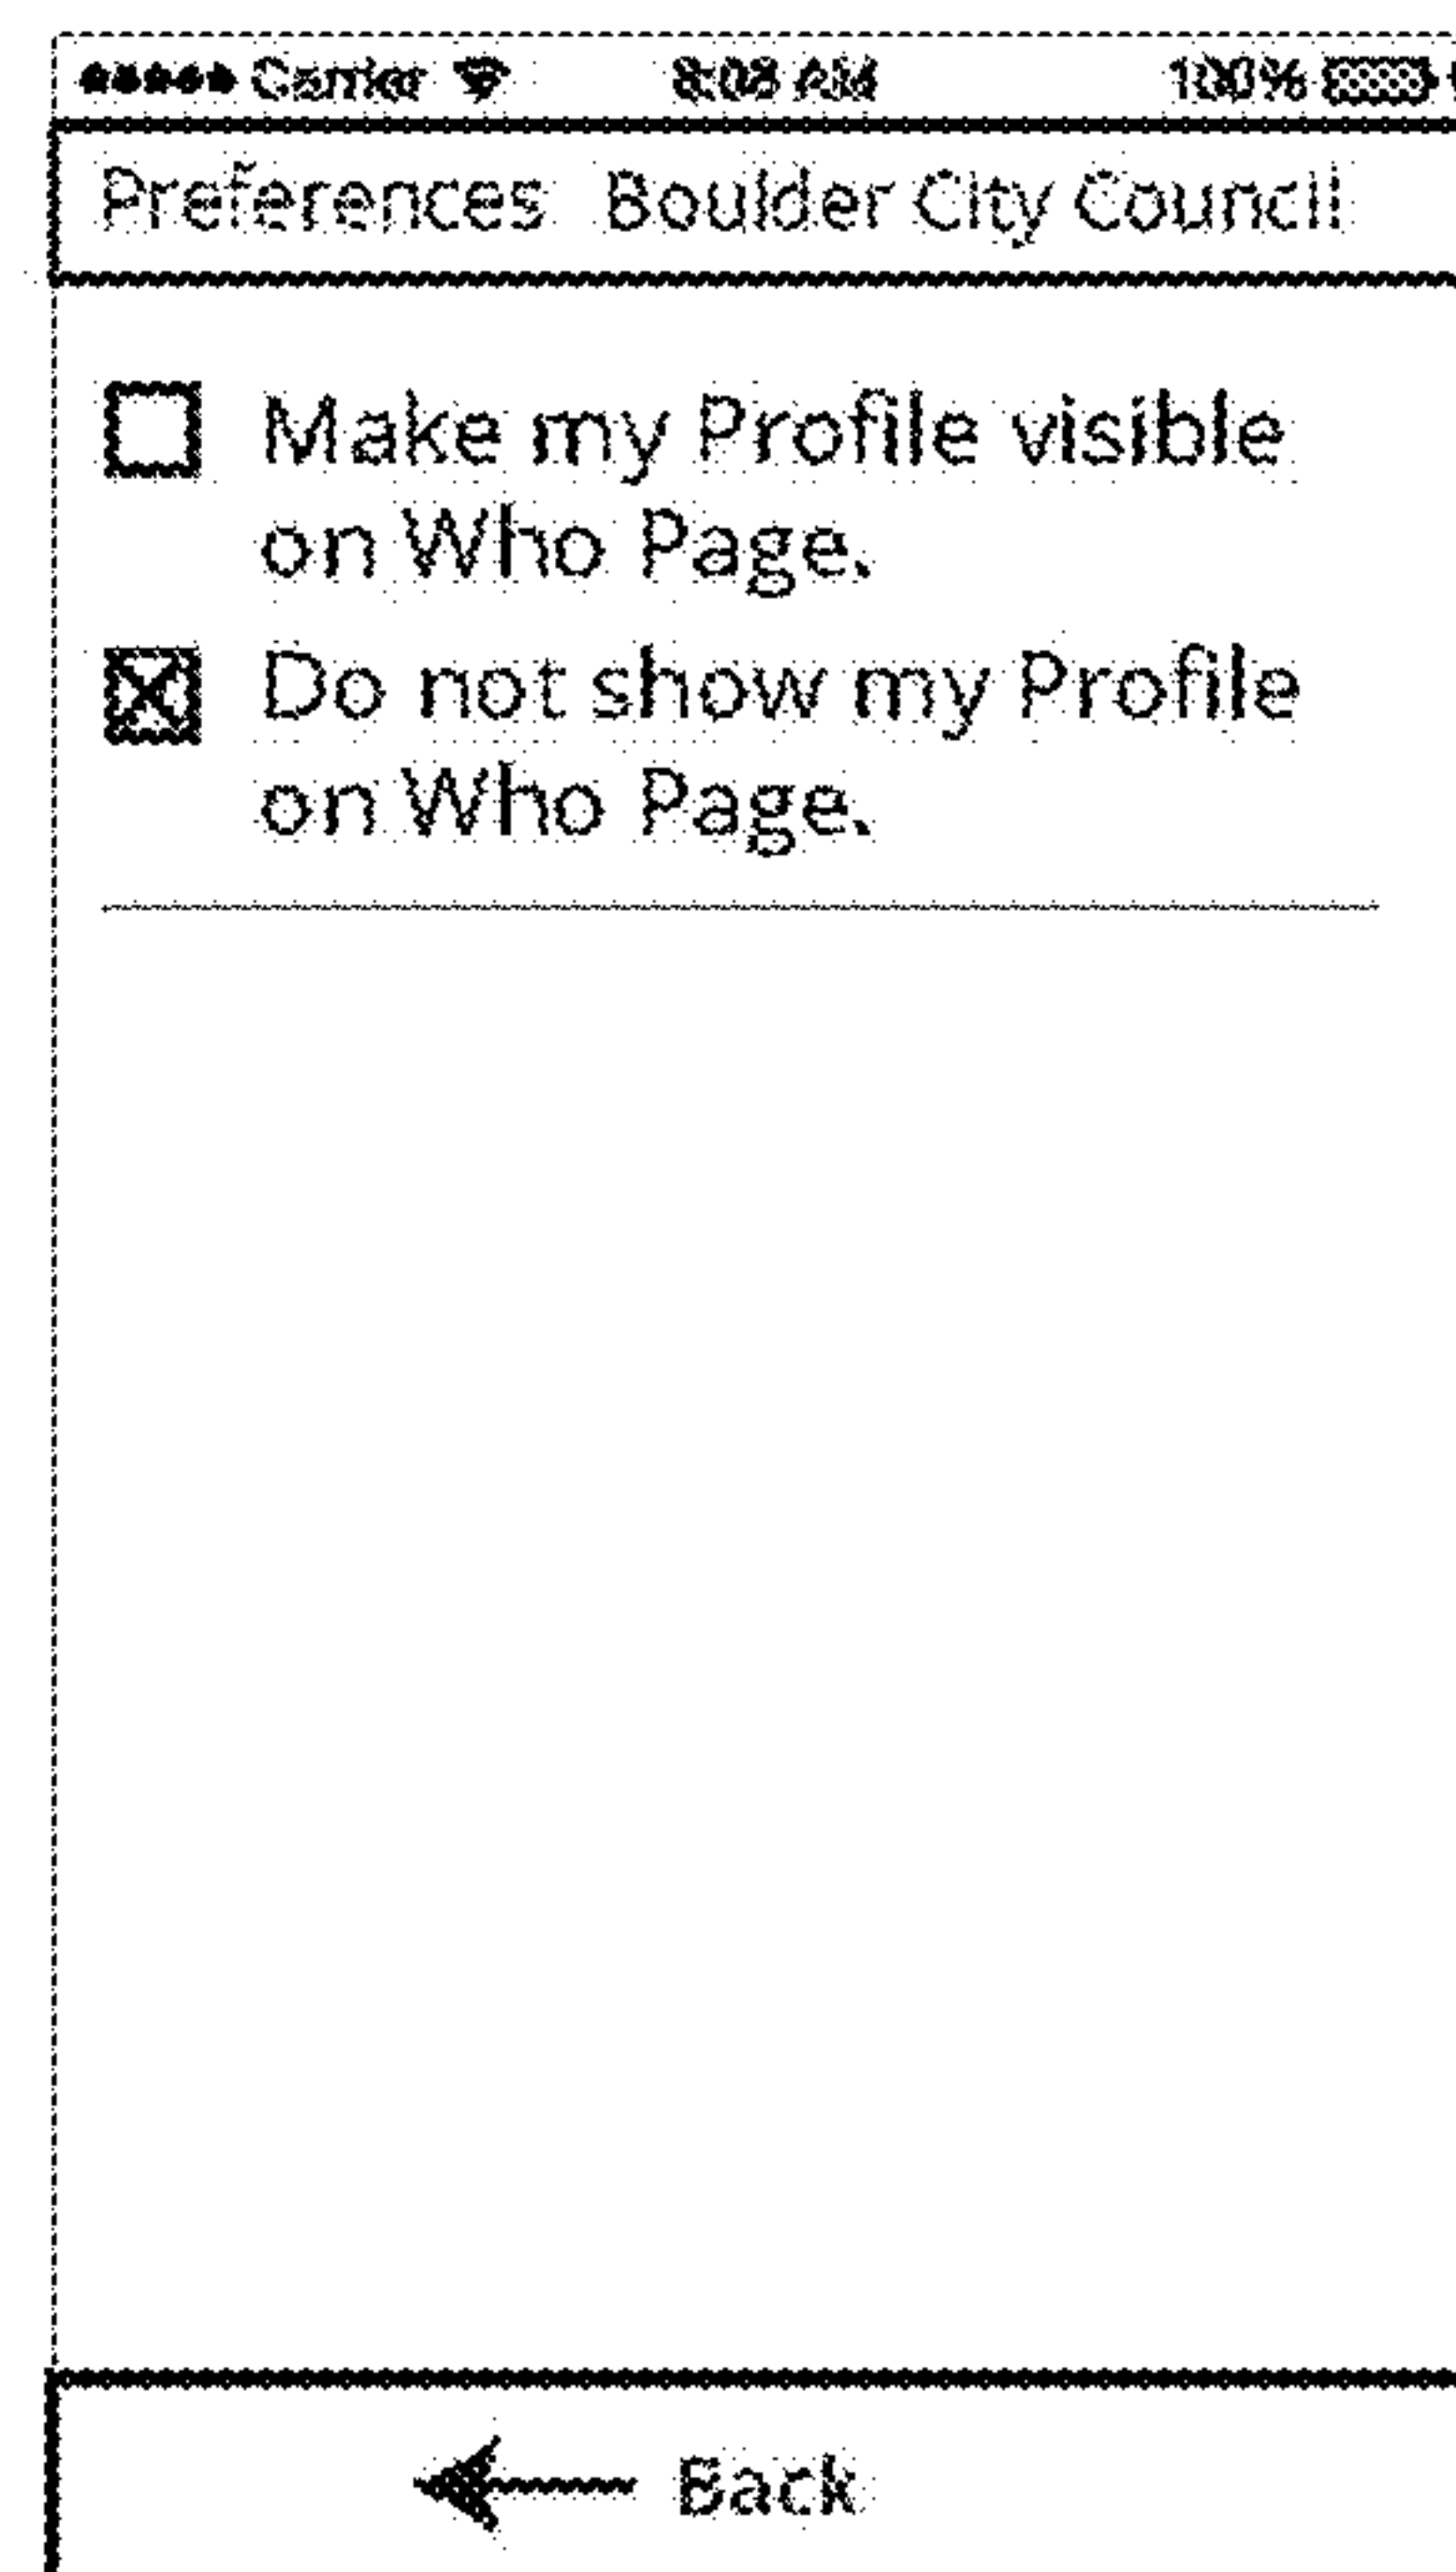 Carrier 8:08 AM 100%
Preferences Boulder City Council
Make my Profile visible
on Who Page.
Do not show my Profile
on Who Page.
Back